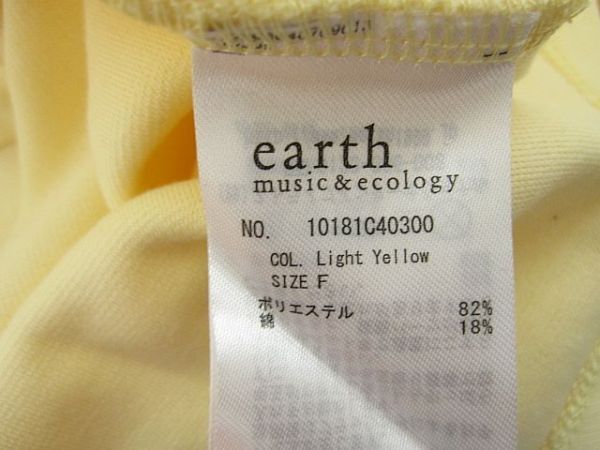 earth
music&ecology
NO. 10181C40300
COL. Light Yellow
SIZE F
ポリエステル 82%
綿 18%